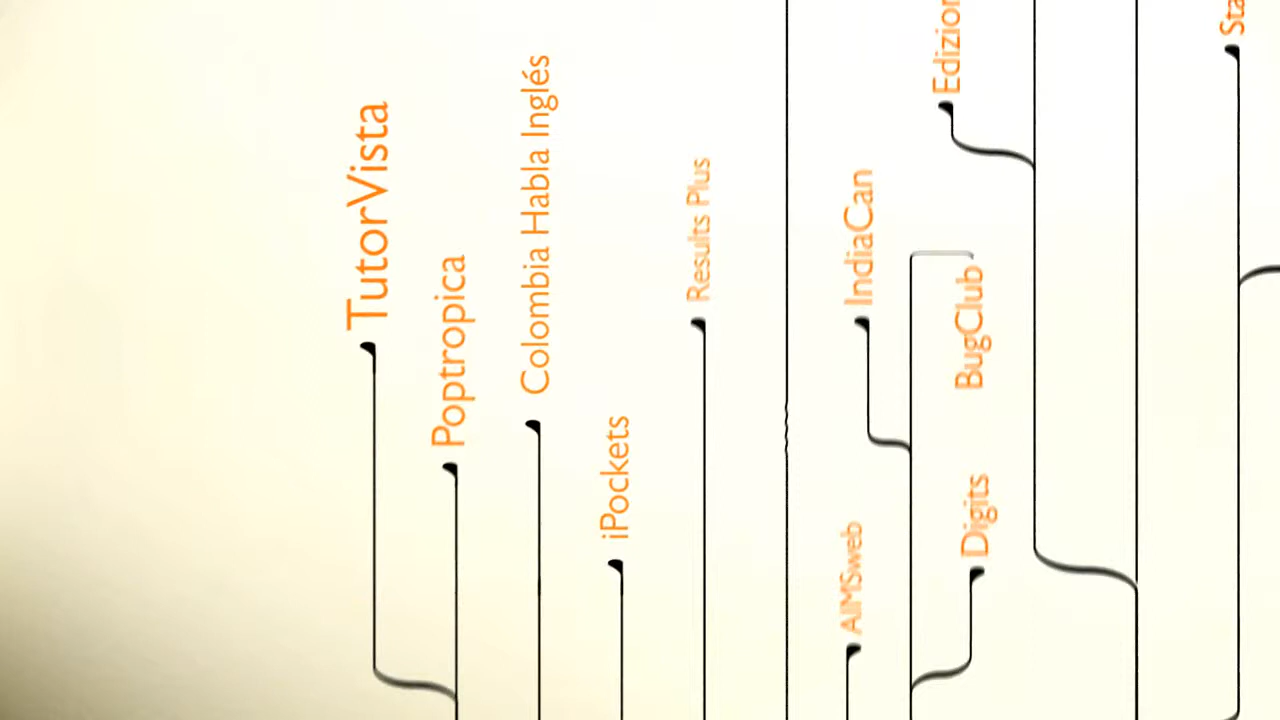 TutorVista
Poptropica
Colombia Habla Inglés
iPockets
Results Plus
AIMSweb
IndiaCan
BugClub
Digits